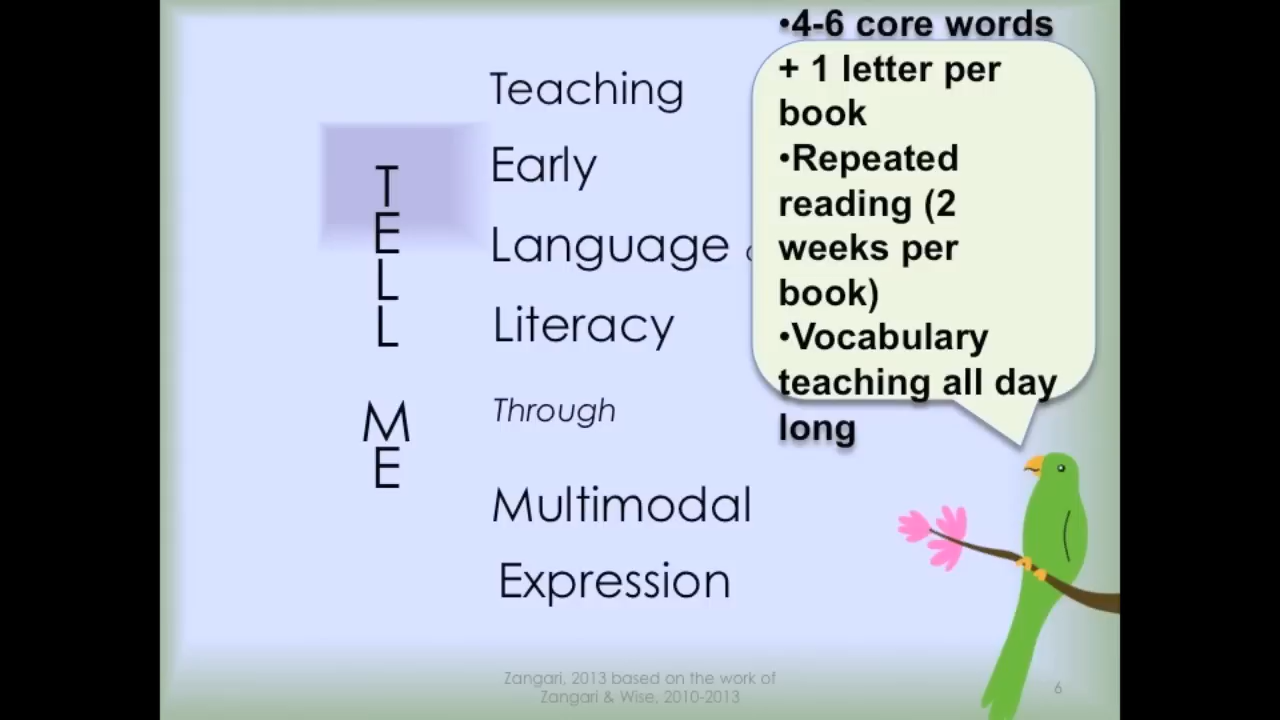 T
E
L
L
M
E
Teaching
Early
Language
Literacy
Through
Multimodal
Expression
•4-6 core words
+ 1 letter per
book
•Repeated
reading (2
weeks per
book)
•Vocabulary
teaching all day
long
Zangari, 2013 based on the work of
Zangari & Wise, 2010-2013
6